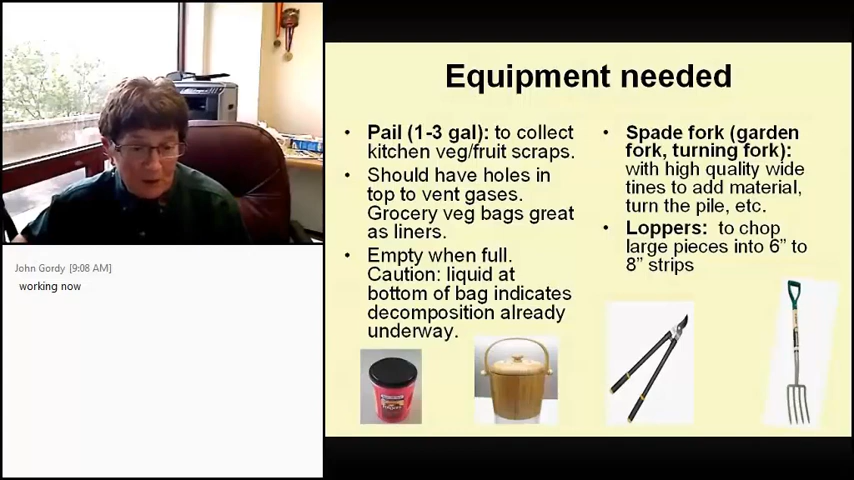 Equipment needed
• Pail (1-3 gal): to collect
kitchen veg/fruit scraps.
• Should have holes in
top to vent gases.
Grocery veg bags great
as liners.
• Empty when full.
Caution: liquid at
bottom of bag indicates
decomposition already
underway.
• Spade fork (garden
fork, turning fork):
with high quality wide
tines to add material,
turn the pile, etc.
• Loppers: to chop
large pieces into 6” to
8” strips
John Gordy [9:08 AM]
working now